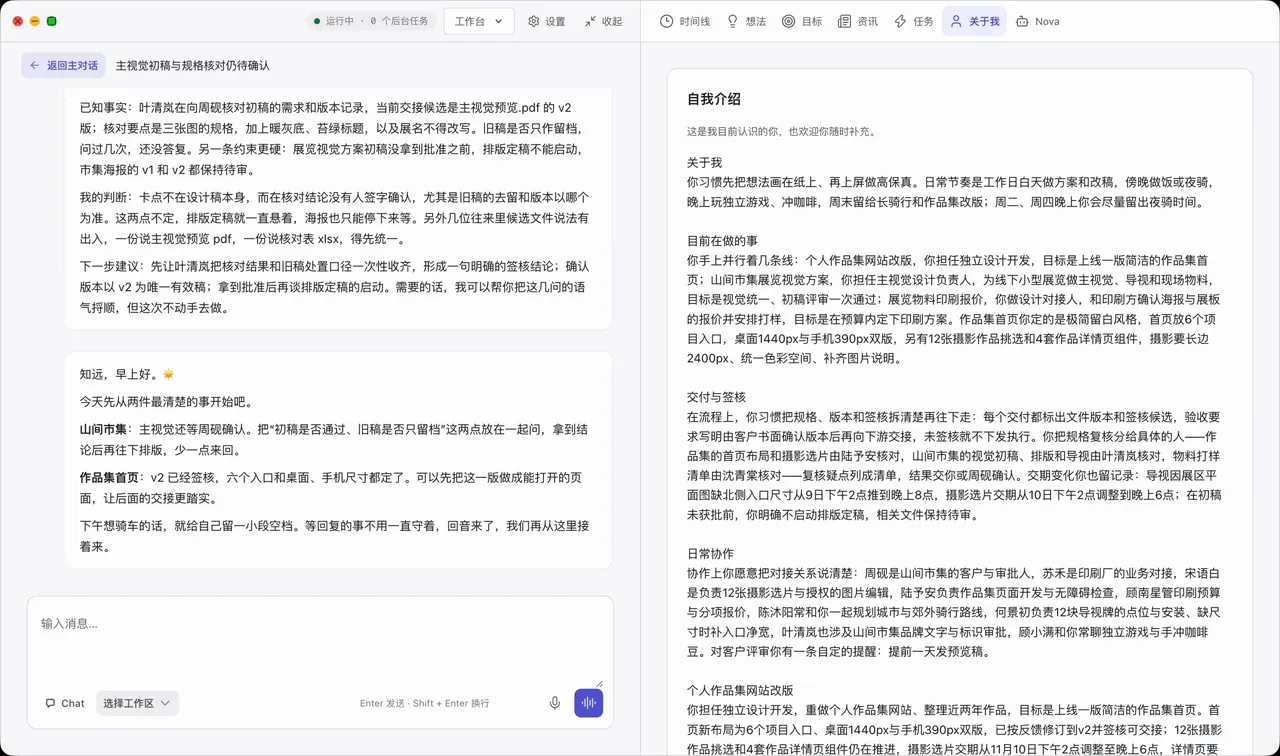 运行中 · 0 个后台任务
工作台
设置
收起
时间线
想法
目标
资讯
任务
关于我
Nova
← 返回主对话
主视觉初稿与规格核对仍待确认
已知事实：叶清岚在向周砚核对初稿的需求和版本记录，当前交接候选是主视觉预览.pdf 的 v2
版；核对要点是三张图的规格，加上暖灰底、苔绿标题，以及展名不得改写。旧稿是否只作留档，
问过几次，还没答复。另一条约束更硬：展览视觉方案初稿没拿到批准之前，排版定稿不能启动，
市集海报的 v1 和 v2 都保持待审。
我的判断：卡点不在设计稿本身，而在核对结论没有人签字确认，尤其是旧稿的去留和版本以哪个
为准。这两点不定，排版定稿就一直悬着，海报也只能停下来等。另外几位往来里候选文件说法有
出入，一份说主视觉预览 pdf，一份说核对表 xlsx，得先统一。
下一步建议：先让叶清岚把核对结果和旧稿处置口径一次性收齐，形成一句明确的签核结论；确认
版本以 v2 为唯一有效稿；拿到批准后再谈排版定稿的启动。需要的话，我可以帮你把这几问的语
气捋顺，但这次不动手去做。
知远，早上好。☀️
今天先从两件最清楚的事开始吧。
山间市集：主视觉还等周砚确认。把“初稿是否通过、旧稿是否只留档”这两点放在一起问，拿到结
论后再往下排版，少一点来回。
作品集首页：v2 已经签核，六个入口和桌面、手机尺寸都定了。可以先把这一版做成能打开的页
面，让后面的交接更踏实。
下午想骑车的话，就给自己留一小段空档。等回复的事不用一直守着，回音来了，我们再从这里接
着来。
输入消息...
Chat
选择工作区
Enter 发送 · Shift + Enter 换行
自我介绍
这是我目前认识的你，也欢迎你随时补充。
关于我
你习惯先把想法画在纸上、再上屏做高保真。日常节奏是工作日白天做方案和改稿，傍晚做饭或夜骑，
晚上玩独立游戏、冲咖啡，周末留给长骑行和作品集改版；周二、周四晚上你会尽量留出夜骑时间。
目前在做的事
你手上并行着几条线：个人作品集网站改版，你担任独立设计开发，目标是上线一版简洁的作品集首
页；山间市集展览视觉方案，你担任主视觉设计负责人，为线下小型展览做主视觉、导视和现场物料，
目标是视觉统一、初稿评审一次通过；展览物料印刷报价，你做设计对接人，和印刷方确认海报与展板
的报价并安排打样，目标是在预算内定下印刷方案。作品集首页你定的是极简留白风格，首页放6个项
目入口，桌面1440px与手机390px双版，另有12张摄影作品挑选和4套作品详情页组件，摄影要长边
2400px、统一色彩空间、补齐图片说明。
交付与签核
在流程上，你习惯把规格、版本和签核拆清楚再往下走：每个交付都标出文件版本和签核候选，验收要
求写明由客户书面确认版本后再向下游交接，未签核就不下发执行。你把规格复核分给具体的人——作
品集的首页布局和摄影选片由陆予安核对，山间市集的视觉初稿、排版和导视由叶清岚核对，物料打样
清单由沈青棠核对——复核疑点列成清单，结果交你或周砚确认。交期变化你也留记录：导视因展区平
面图缺北侧入口尺寸从9日下午2点推到晚上8点，摄影选片交期从10日下午2点调整到晚上6点；在初稿
未获批前，你明确不启动排版定稿，相关文件保持待审。
日常协作
协作上你愿意把对接关系说清楚：周砚是山间市集的客户与审批人，苏禾是印刷厂的业务对接，宋语白
是负责12张摄影选片与授权的图片编辑，陆予安负责作品集页面开发与无障碍检查，顾南星管印刷预算
与分项报价，陈沐阳常和你一起规划城市与郊外骑行路线，何景初负责12块导视牌的点位与安装、缺尺
寸时补入口净宽，叶清岚也涉及山间市集品牌文字与标识审批，顾小满和你常聊独立游戏与手冲咖啡
豆。对客户评审你有一条自定的提醒：提前一天发预览稿。
个人作品集网站改版
你担任独立设计开发，重做个人作品集网站、整理近两年作品，目标是上线一版简洁的作品集首页。首
页新布局为6个项目入口、桌面1440px与手机390px双版，已按反馈修订到v2并签核可交接；12张摄影
作品挑选和4套作品详情页组件仍在推进，摄影选片交期从11月10日下午2点调整至晚上6点，详情页要